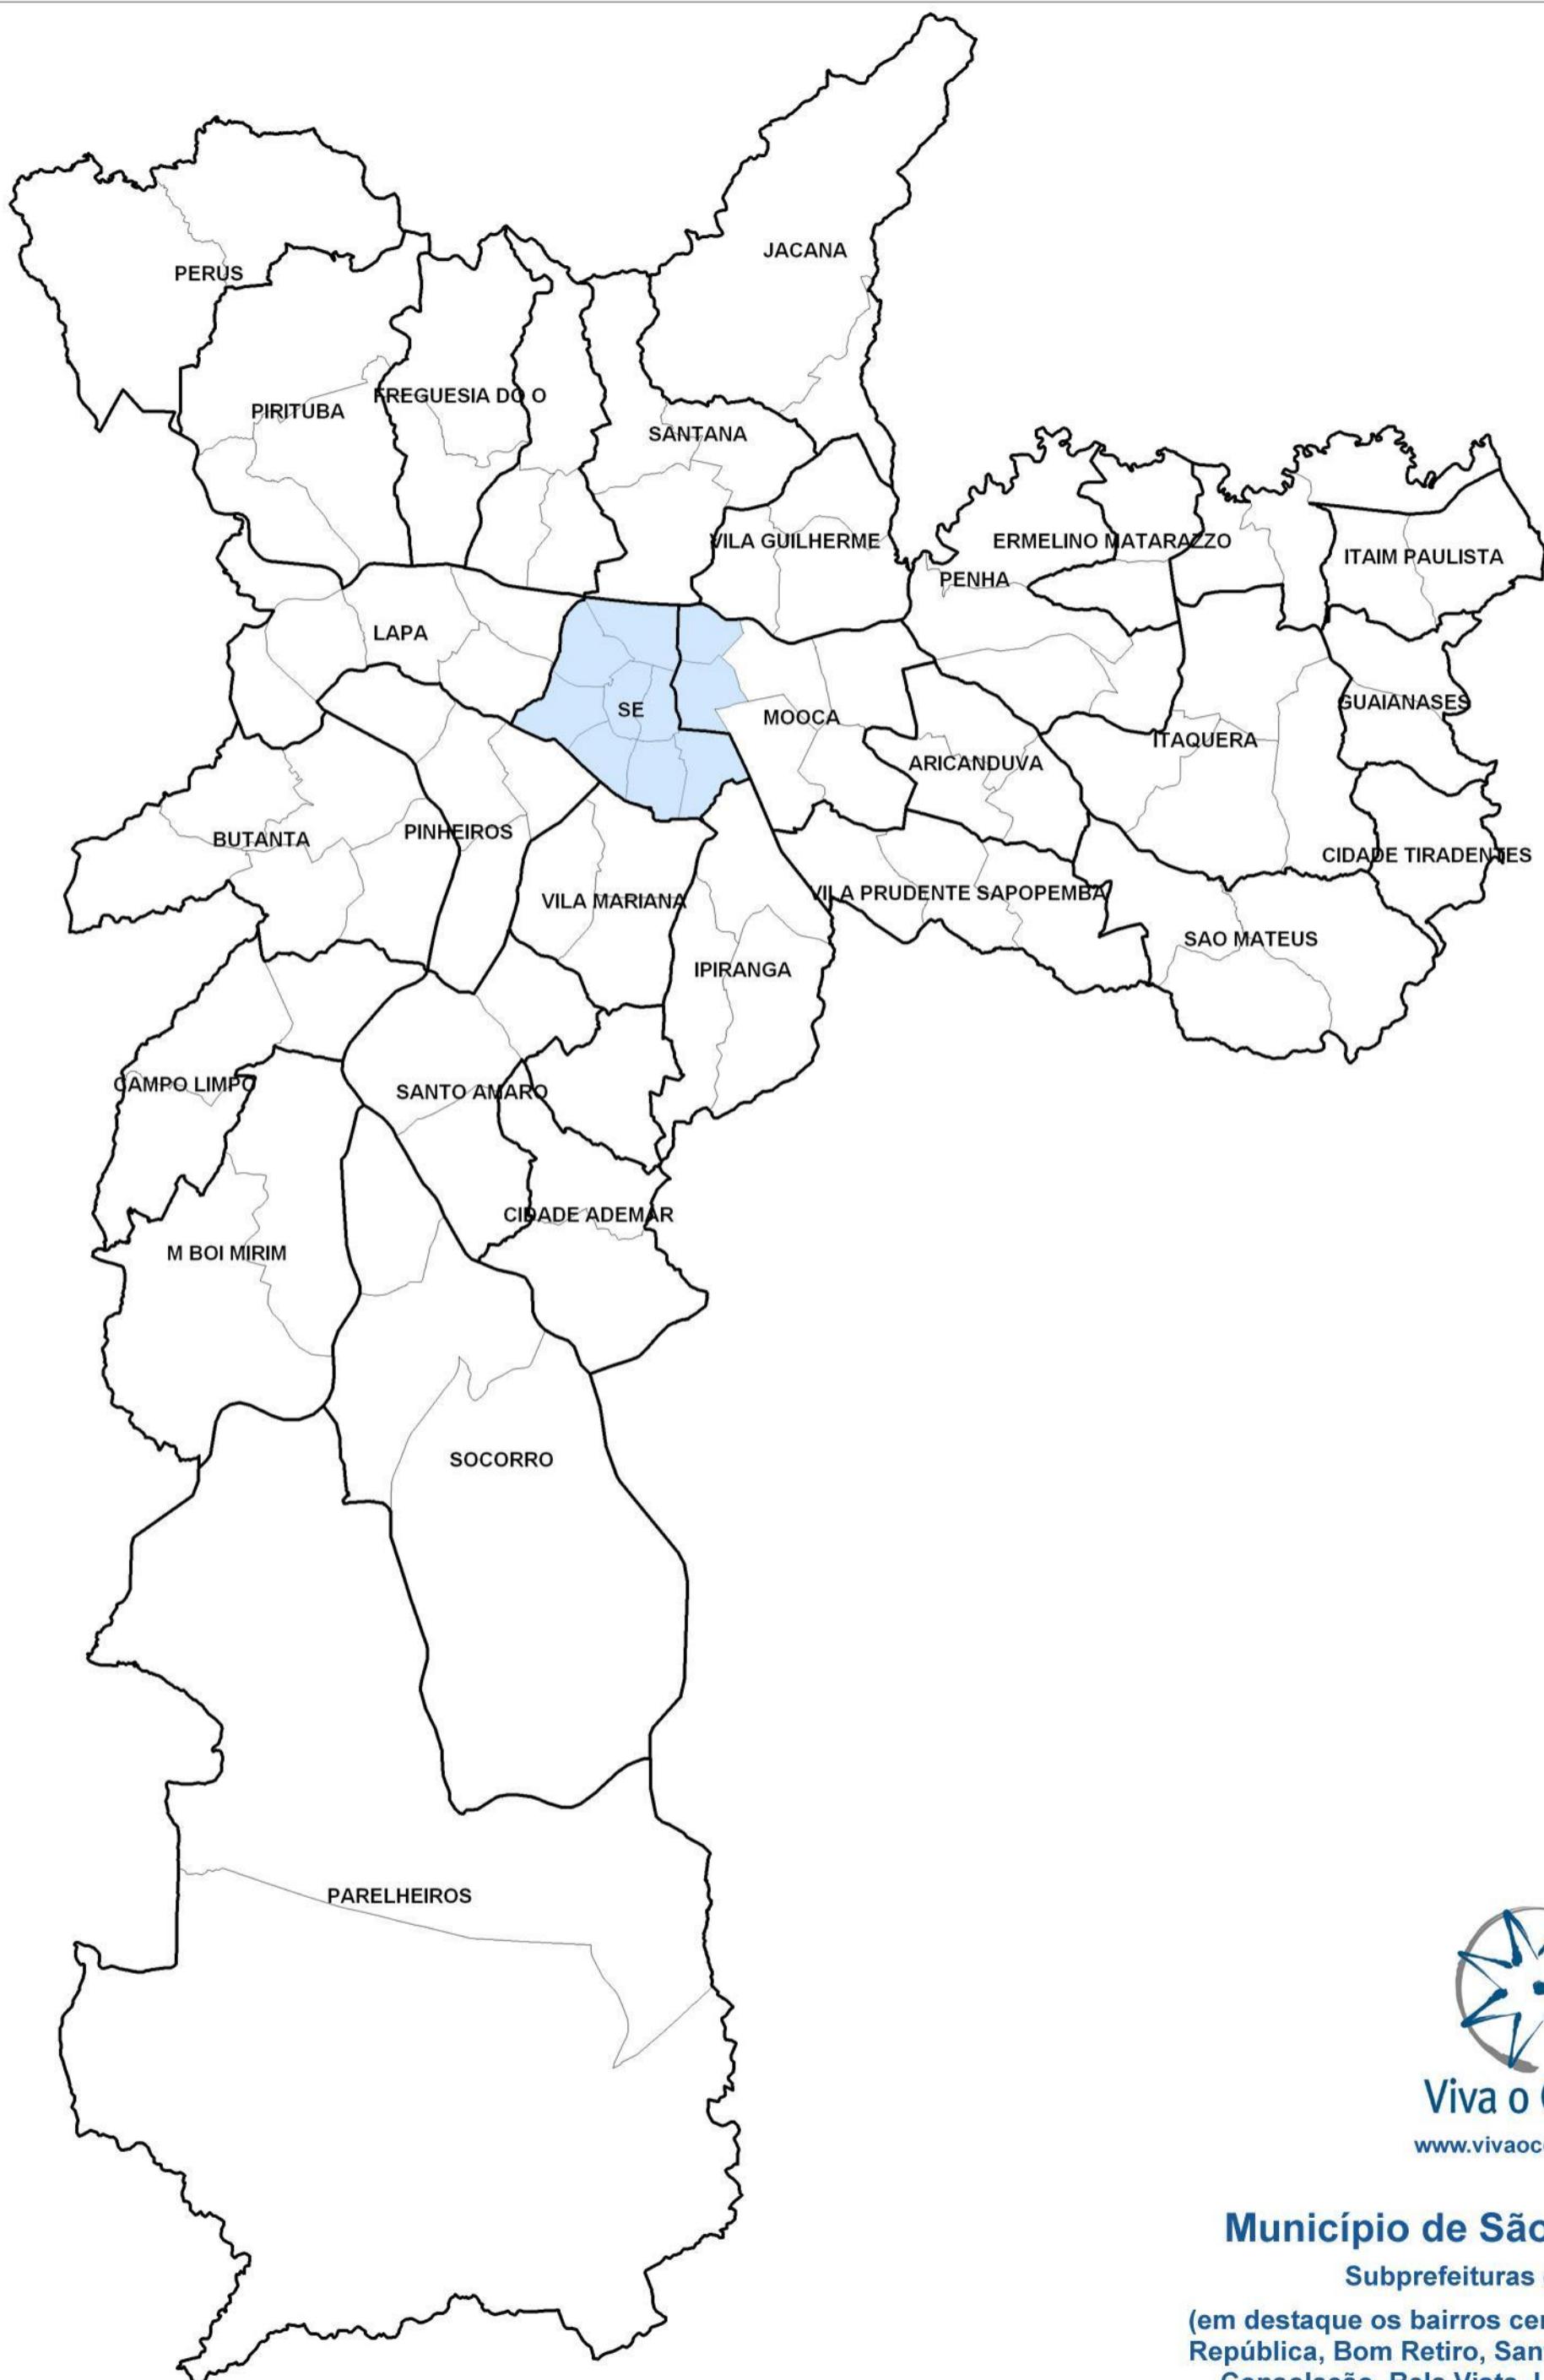 JACANA
PERUS
FREGUESIA DO O
PIRITUBA
SANTANA
VILA GUILHERME
ERMELINO MATARAZZO
ITAIM PAULISTA
PENHA
LAPA
GUAIANASES
SE
MOOCA
ITAQUERA
ARICANDUVA
PINHEIROS
BUTANTA
CIDADE TIRADENTES
VILA PRUDENTE SAPOPEMBA
VILA MARIANA
SAO MATEUS
IPIRANGA
CAMPO LIMPO
SANTO AMARO
CIDADE ADEMAR
M BOI MIRIM
SOCORRO
PARELHEIROS
Viva o
www.vivaoc
Município de São
Subprefeituras
(em destaque os bairros cen
República, Bom Retiro, San